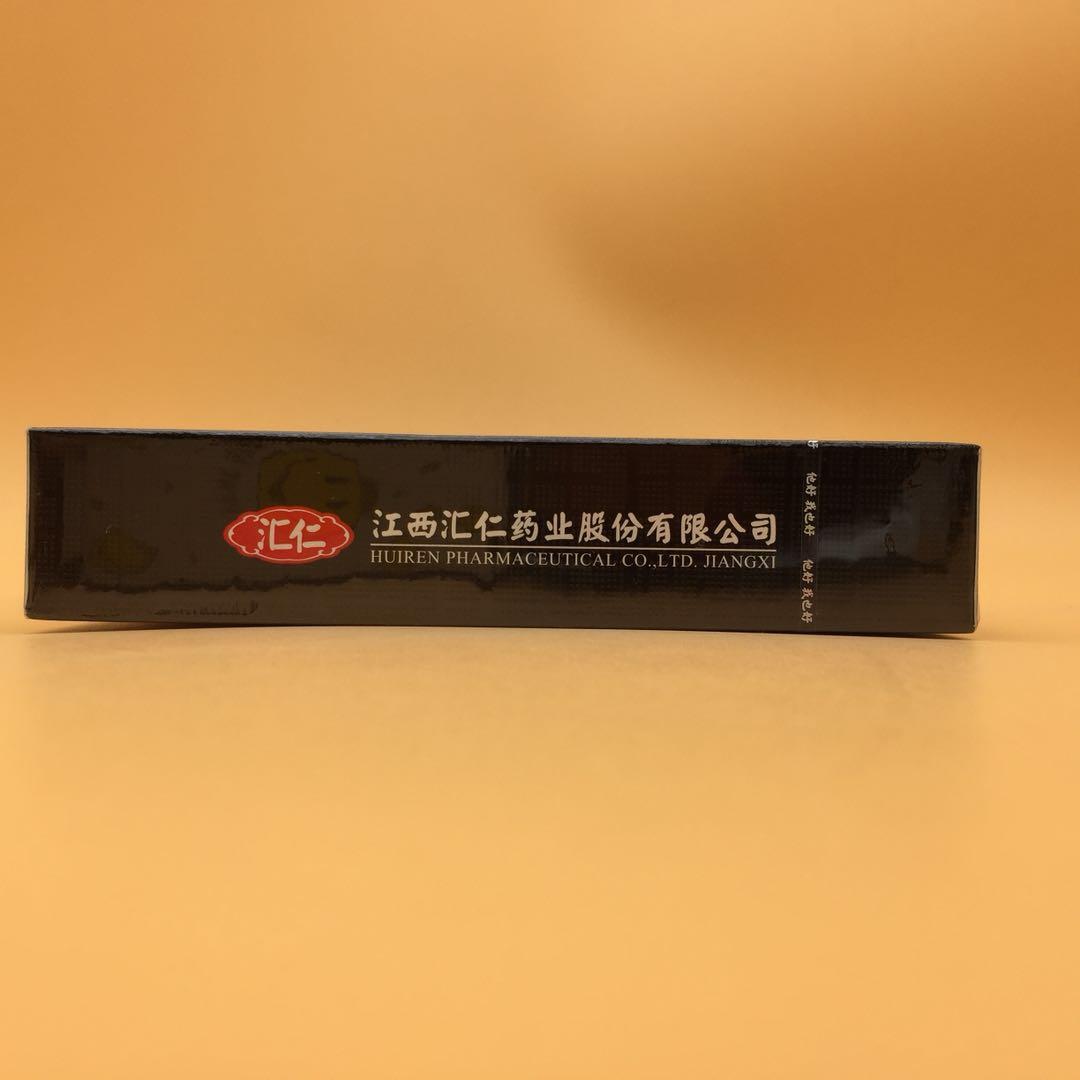 汇仁
江西汇仁药业股份有限公司
HUIREN PHARMACEUTICAL CO.,LTD. JIANGXI
好
他好 我也好
他好 我也好